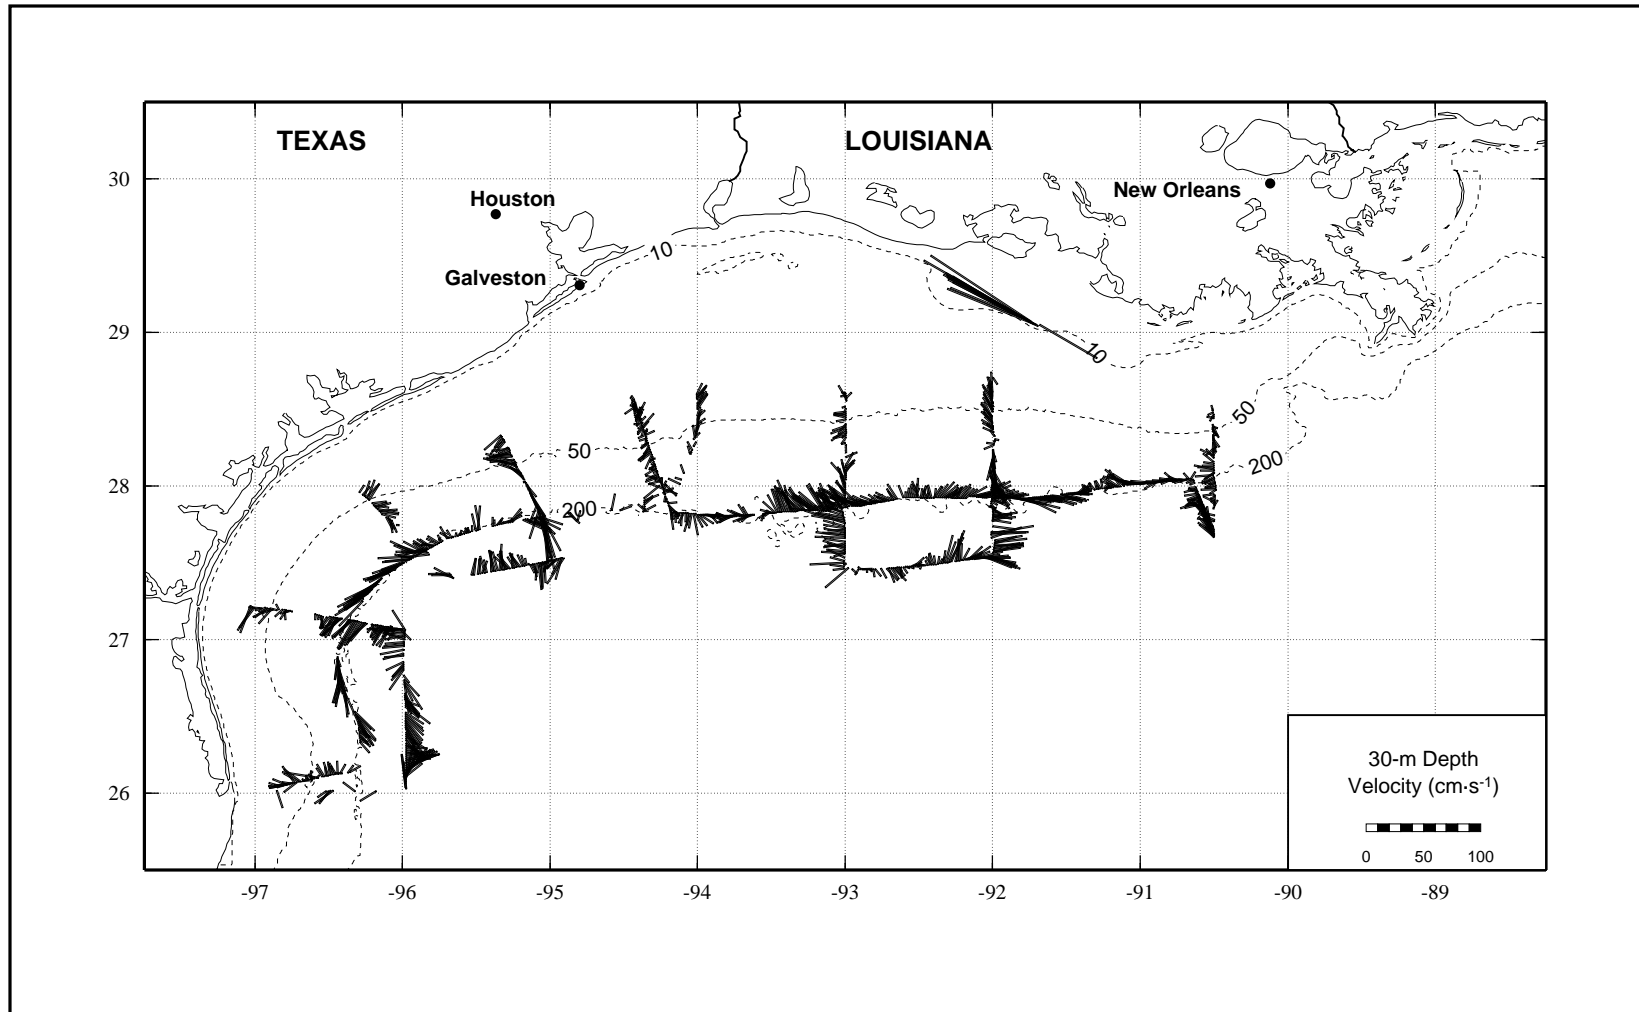 TEXAS
LOUISIANA
30
Houston
New Orleans
10
Galveston
29
10
50
50
200
28
200
27
26
30-m Depth
Velocity (cm·s-1)
0 50 100
-97 -96 -95 -94 -93 -92 -91 -90 -89